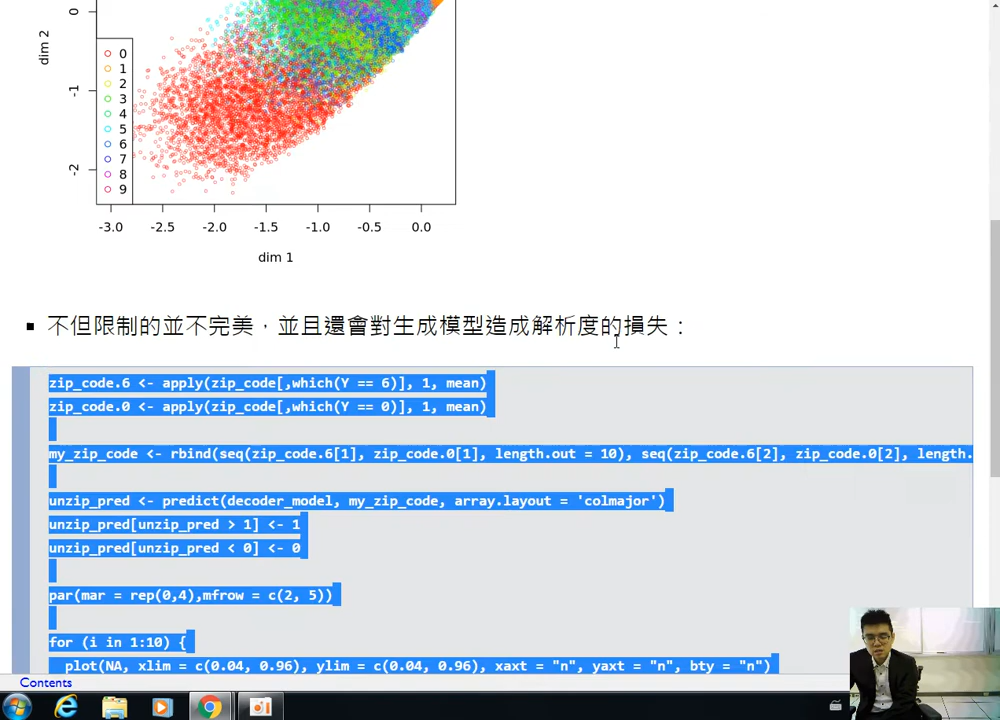 0
dim 2
-1
-2
0
1
2
3
4
5
6
7
8
9
-3.0 -2.5 -2.0 -1.5 -1.0 -0.5 0.0
dim 1
不但限制的並不完美，並且還會對生成模型造成解析度的損失：
zip_code.6 <- apply(zip_code[,which(Y == 6)], 1, mean)
zip_code.0 <- apply(zip_code[,which(Y == 0)], 1, mean)
my_zip_code <- rbind(seq(zip_code.6[1], zip_code.0[1], length.out = 10), seq(zip_code.6[2], zip_code.0[2], length.
unzip_pred <- predict(decoder_model, my_zip_code, array.layout = 'colmajor')
unzip_pred[unzip_pred > 1] <- 1
unzip_pred[unzip_pred < 0] <- 0
par(mar = rep(0,4),mfrow = c(2, 5))
for (i in 1:10) {
plot(NA, xlim = c(0.04, 0.96), ylim = c(0.04, 0.96), xaxt = "n", yaxt = "n", bty = "n")
Contents